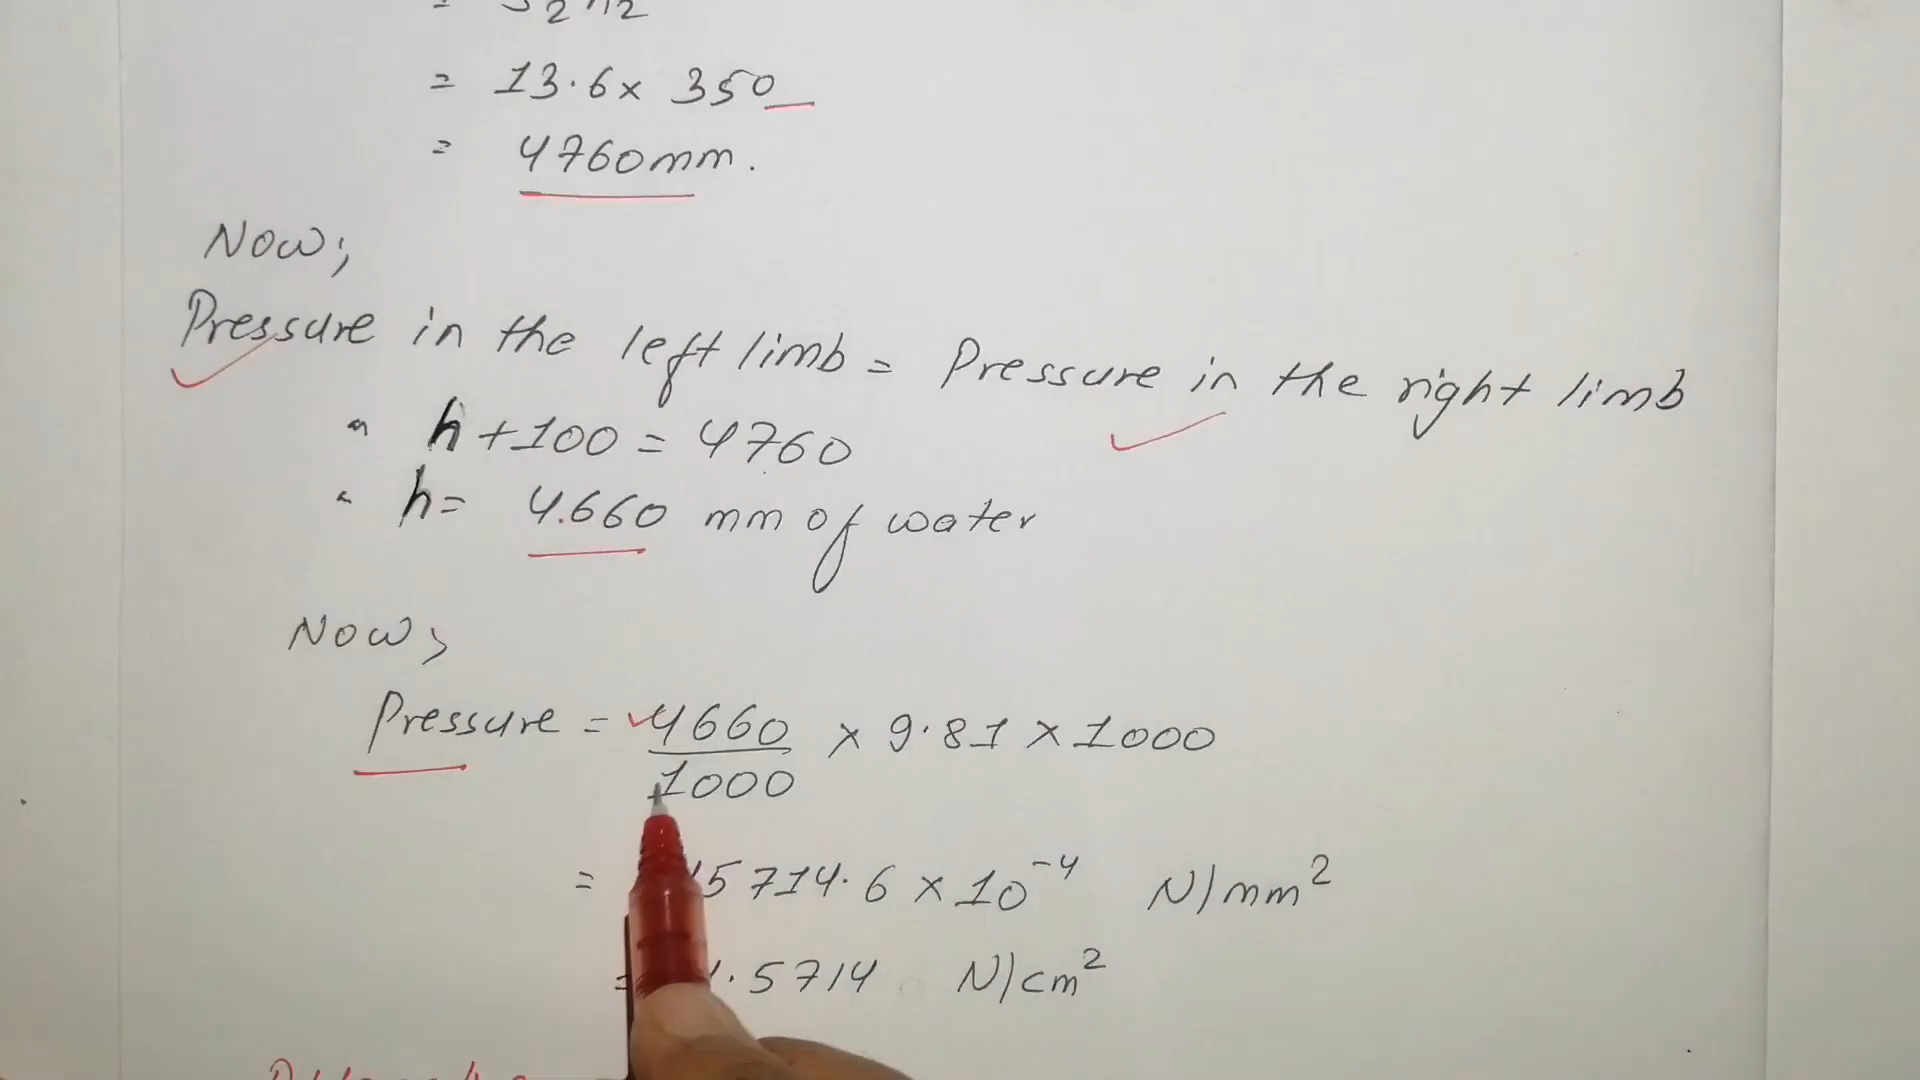 = S₂h₂
= 13.6 x 350
= 4760mm.
Now;
Pressure in the left limb = Pressure in the right limb
" h + 100 = 4760
" h = 4.660 mm of water
Now,
Pressure = 4660/1000 x 9.81 x 1000
= 5714.6 x 10⁻⁴ N/mm²
= .5714 N/cm²